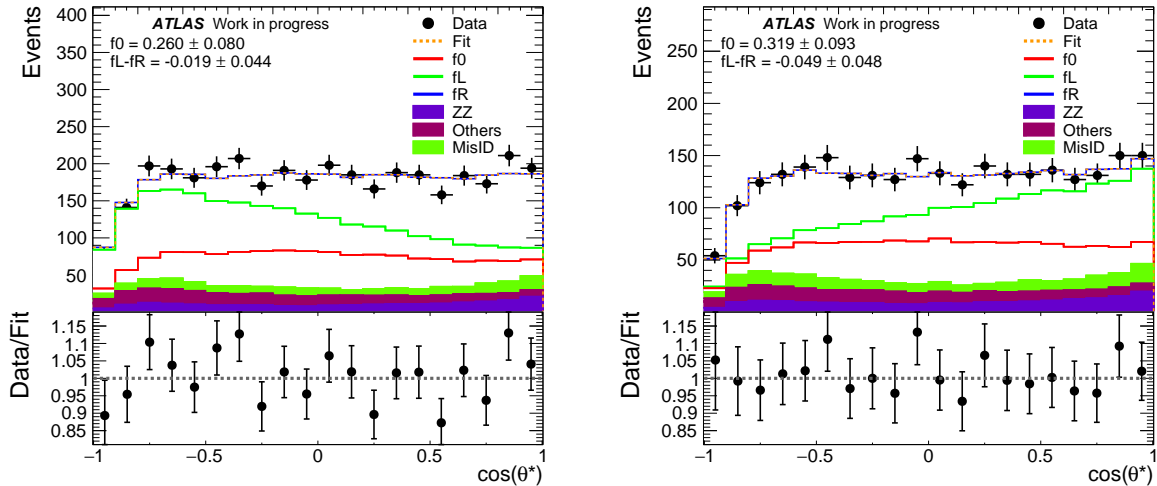 ATLAS Work in progress
f0 = 0.260 ± 0.080
fL-fR = -0.019 ± 0.044
Data
Fit
f0
fL
fR
ZZ
Others
MisID
Events
400
350
300
250
200
150
100
50
Data/Fit
1.15
1.1
1.05
1
0.95
0.9
0.85
−1
−0.5
0
0.5
1
cos(θ*)
ATLAS Work in progress
f0 = 0.319 ± 0.093
fL-fR = -0.049 ± 0.048
Data
Fit
f0
fL
fR
ZZ
Others
MisID
Events
250
200
150
100
50
Data/Fit
1.15
1.1
1.05
1
0.95
0.9
0.85
−1
−0.5
0
0.5
1
cos(θ*)